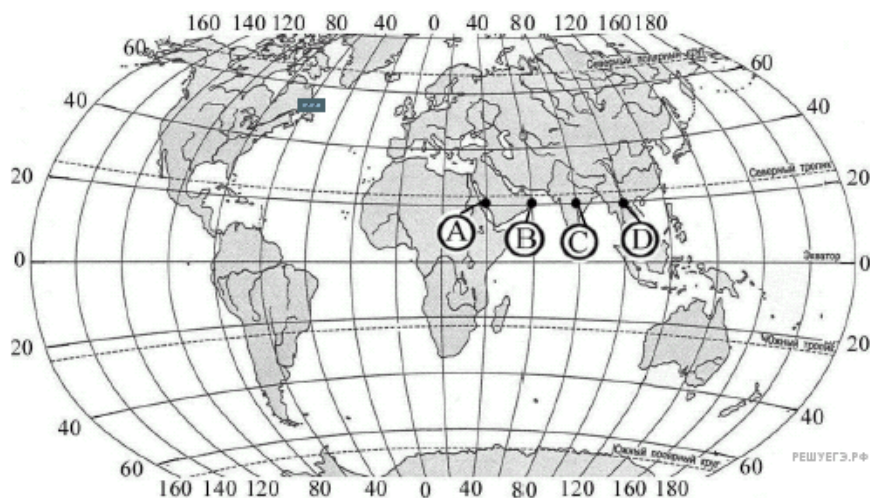 160 140 120 80 40 0 40 80 120 160 180
60 60
Северный полярный круг
40 40
Северный тропик
20 20
A B C D
Экватор
0 0
Южный тропик
20 20
40 40
Южный полярный круг
60 60
РЕШУЕГЭ.РФ
160 140 120 80 40 0 40 80 120 160 180